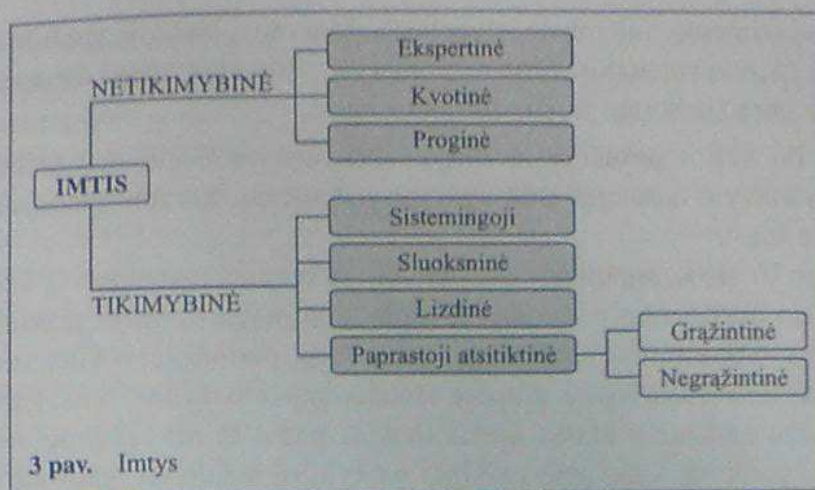 NETIKIMYBINĖ
Ekspertinė
Kvotinė
Proginė
IMTIS
TIKIMYBINĖ
Sistemingoji
Sluoksninė
Lizdinė
Paprastoji atsitiktinė
Grąžintinė
Negrąžintinė
3 pav. Imtys